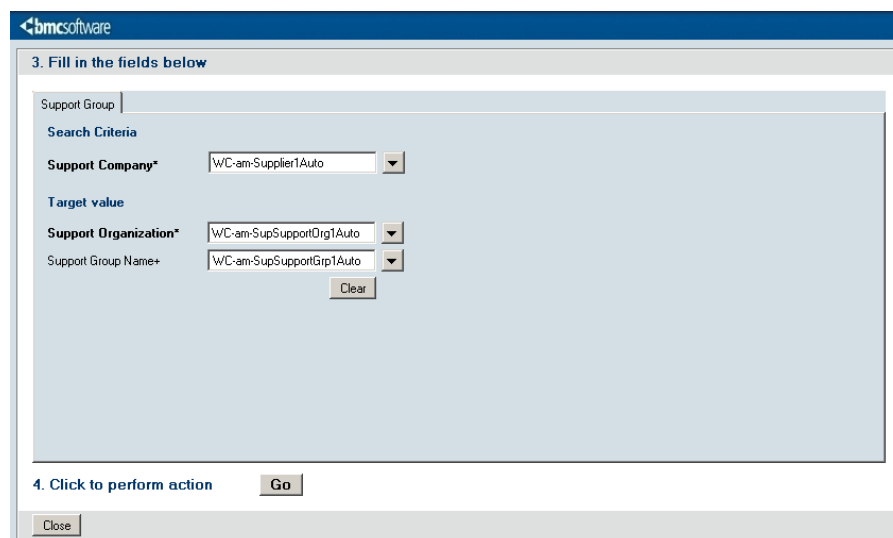 bmcsoftware
3. Fill in the fields below
Support Group
Search Criteria
Support Company* WC-am-Supplier1Auto
Target value
Support Organization* WC-am-SupSupportOrg1Auto
Support Group Name+ WC-am-SupSupportGrp1Auto
Clear
4. Click to perform action Go
Close